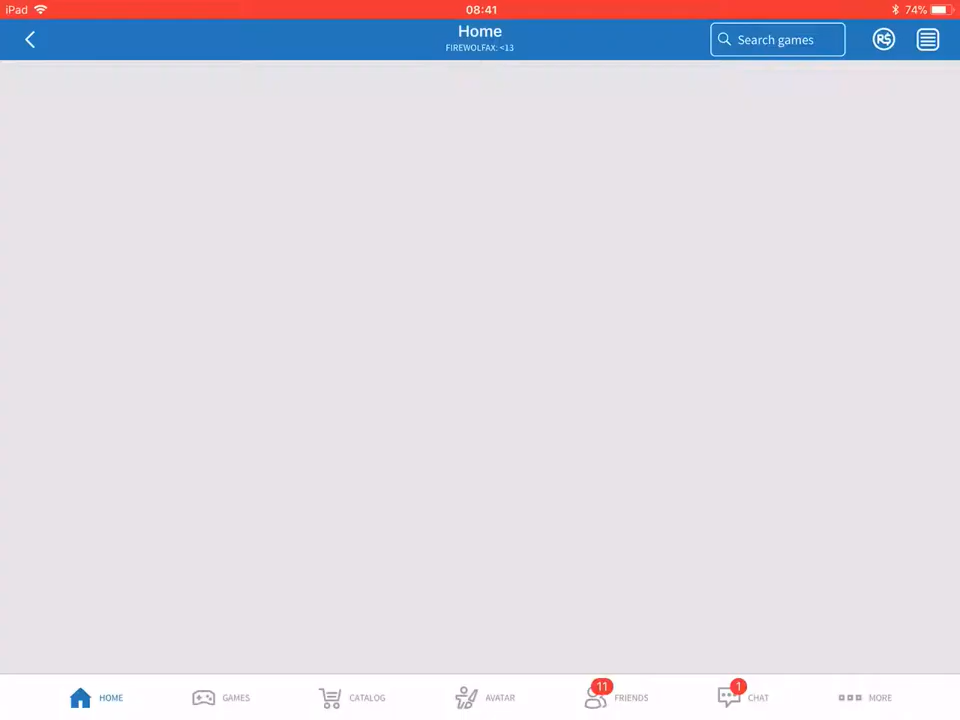 iPad 08:41 74%
Home
FIREWOLFAX: <13
Search games
R$
HOME GAMES CATALOG AVATAR 11 FRIENDS 1 CHAT MORE